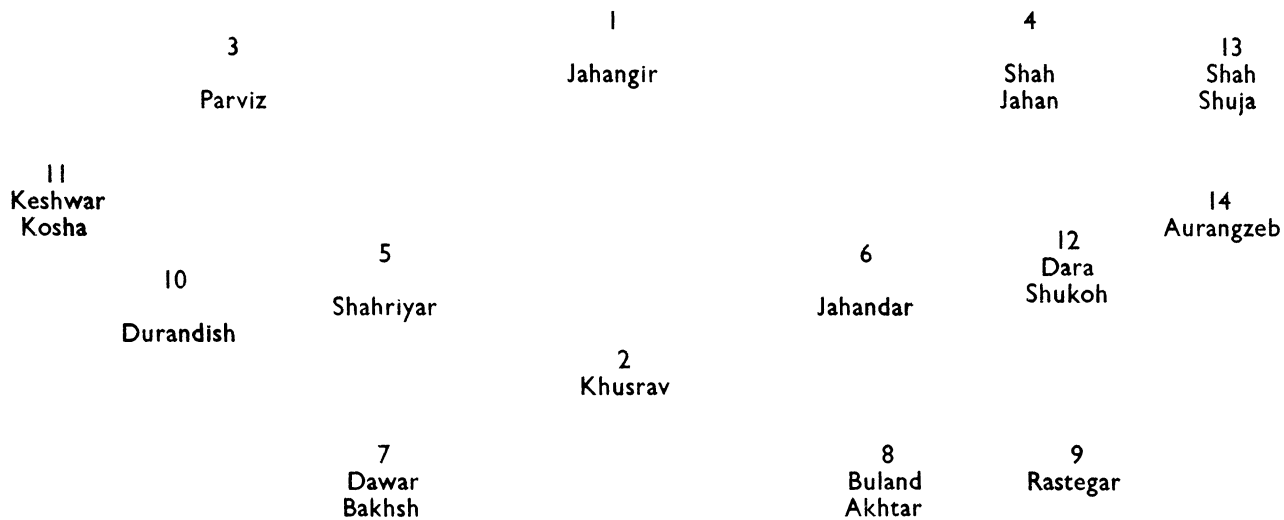 1
Jahangir
4
Shah
Jahan
13
Shah
Shuja
3
Parviz
11
Keshwar
Kosha
14
Aurangzeb
12
Dara
Shukoh
5
Shahriyar
6
Jahandar
10
Durandish
2
Khusrav
7
Dawar
Bakhsh
8
Buland
Akhtar
9
Rastegar